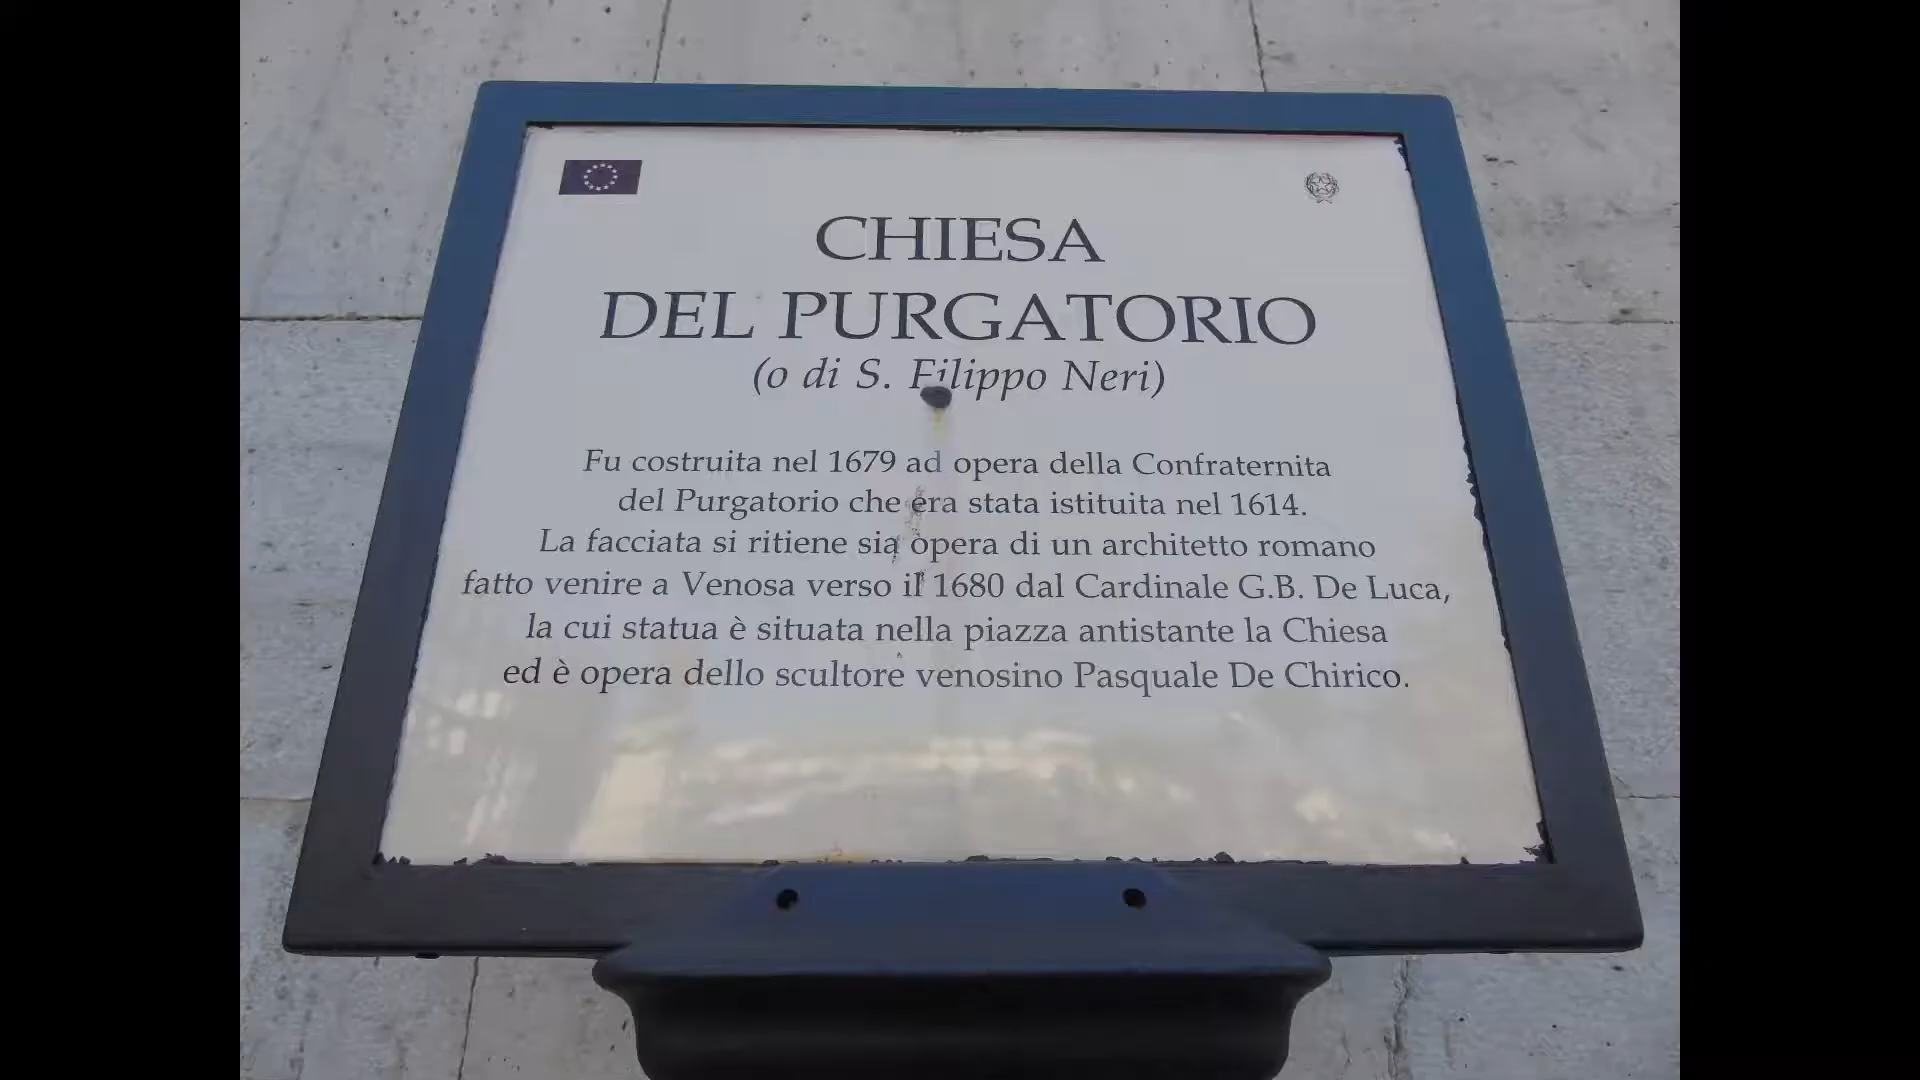 CHIESA
DEL PURGATORIO
(o di S. Filippo Neri)
Fu costruita nel 1679 ad opera della Confraternita
del Purgatorio che era stata istituita nel 1614.
La facciata si ritiene sia opera di un architetto romano
fatto venire a Venosa verso il 1680 dal Cardinale G.B. De Luca,
la cui statua è situata nella piazza antistante la Chiesa
ed è opera dello scultore venosino Pasquale De Chirico.